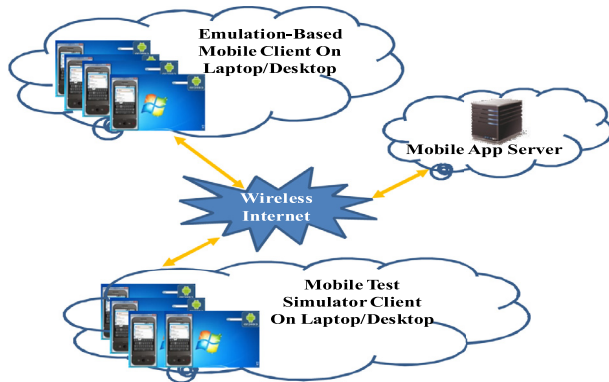 Emulation-Based
Mobile Client On
Laptop/Desktop
Mobile App Server
Wireless
Internet
Mobile Test
Simulator Client
On Laptop/Desktop